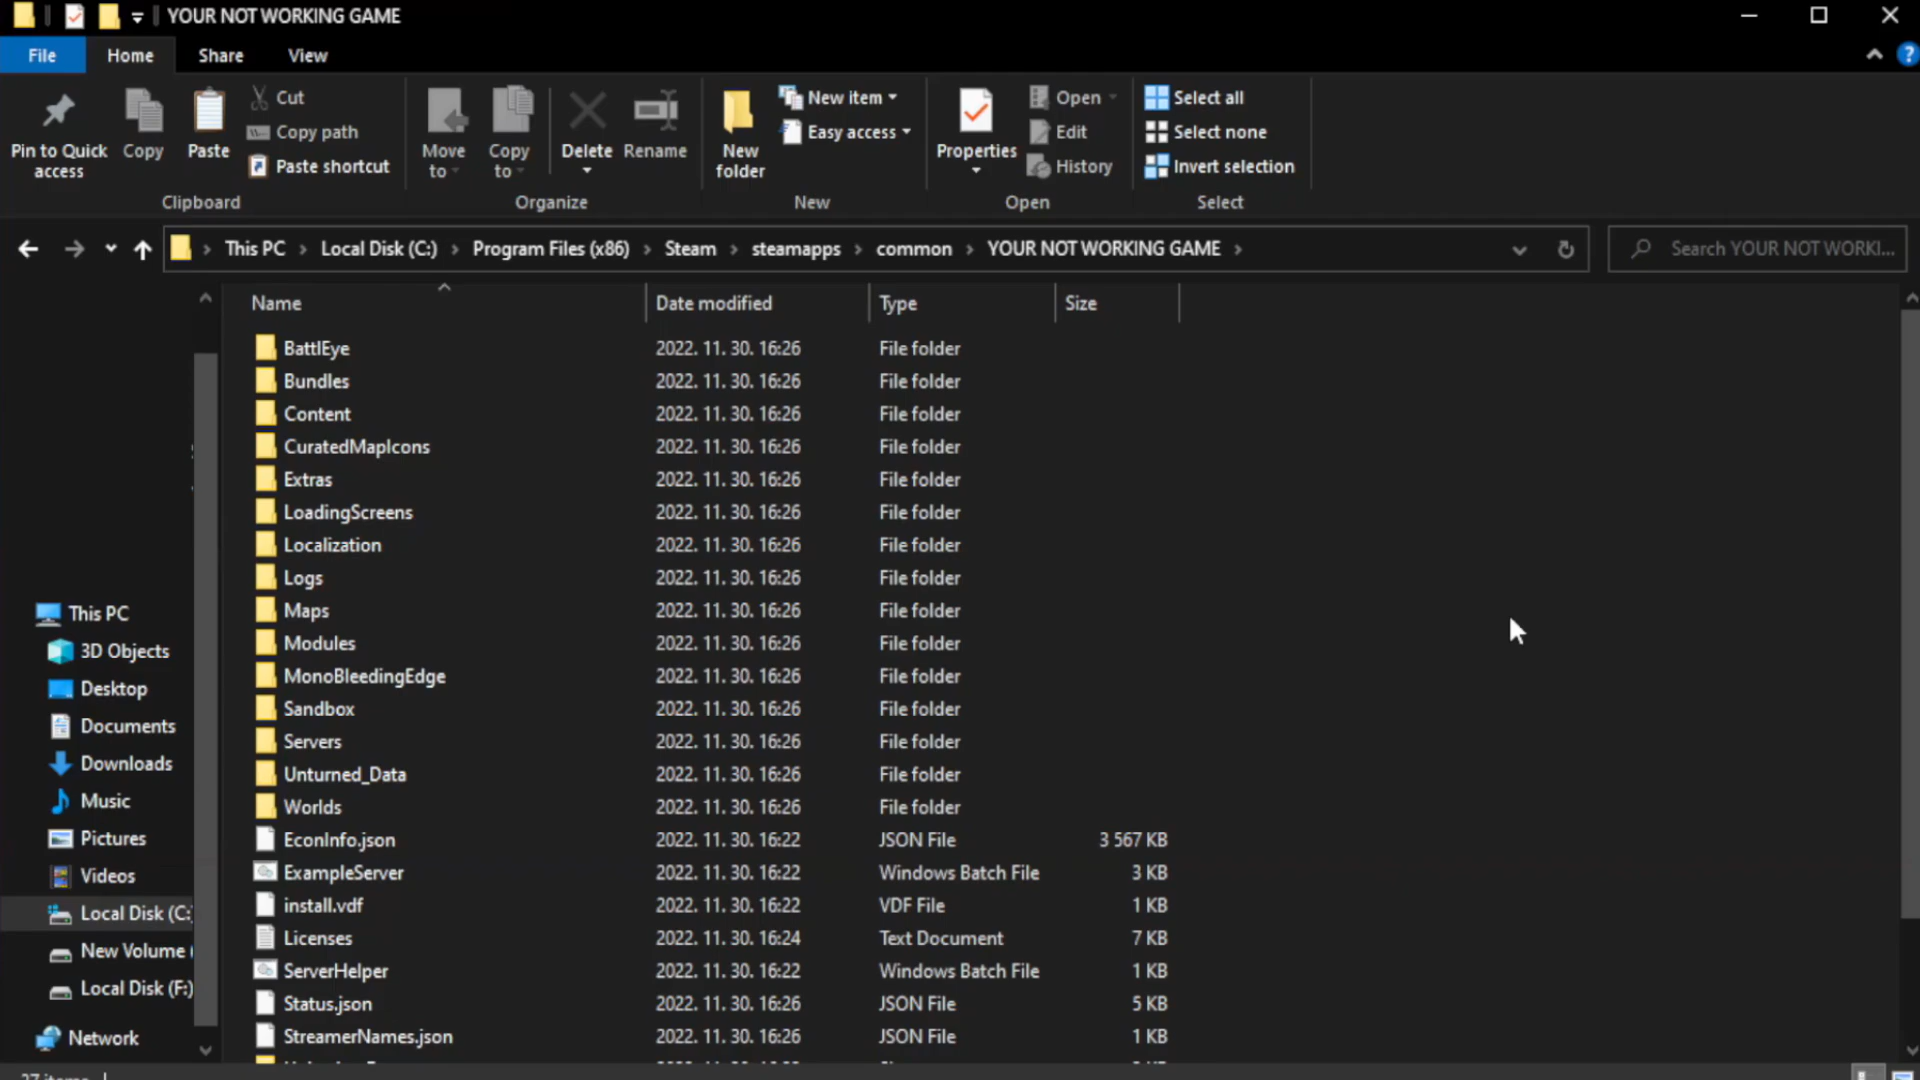 YOUR NOT WORKING GAME
File Home Share View
Pin to Quick access
Copy
Paste
Cut
Copy path
Paste shortcut
Clipboard
Move to
Copy to
Delete
Rename
Organize
New folder
New item
Easy access
New
Properties
Open
Edit
History
Open
Select all
Select none
Invert selection
Select
This PC › Local Disk (C:) › Program Files (x86) › Steam › steamapps › common › YOUR NOT WORKING GAME ›
Search YOUR NOT WORKI...
This PC
3D Objects
Desktop
Documents
Downloads
Music
Pictures
Videos
Local Disk (C:)
New Volume (
Local Disk (F:)
Network
Name Date modified Type Size
BattlEye 2022. 11. 30. 16:26 File folder
Bundles 2022. 11. 30. 16:26 File folder
Content 2022. 11. 30. 16:26 File folder
CuratedMapIcons 2022. 11. 30. 16:26 File folder
Extras 2022. 11. 30. 16:26 File folder
LoadingScreens 2022. 11. 30. 16:26 File folder
Localization 2022. 11. 30. 16:26 File folder
Logs 2022. 11. 30. 16:26 File folder
Maps 2022. 11. 30. 16:26 File folder
Modules 2022. 11. 30. 16:26 File folder
MonoBleedingEdge 2022. 11. 30. 16:26 File folder
Sandbox 2022. 11. 30. 16:26 File folder
Servers 2022. 11. 30. 16:26 File folder
Unturned_Data 2022. 11. 30. 16:26 File folder
Worlds 2022. 11. 30. 16:26 File folder
EconInfo.json 2022. 11. 30. 16:22 JSON File 3 567 KB
ExampleServer 2022. 11. 30. 16:22 Windows Batch File 3 KB
install.vdf 2022. 11. 30. 16:22 VDF File 1 KB
Licenses 2022. 11. 30. 16:24 Text Document 7 KB
ServerHelper 2022. 11. 30. 16:22 Windows Batch File 1 KB
Status.json 2022. 11. 30. 16:26 JSON File 5 KB
StreamerNames.json 2022. 11. 30. 16:26 JSON File 1 KB
27 items